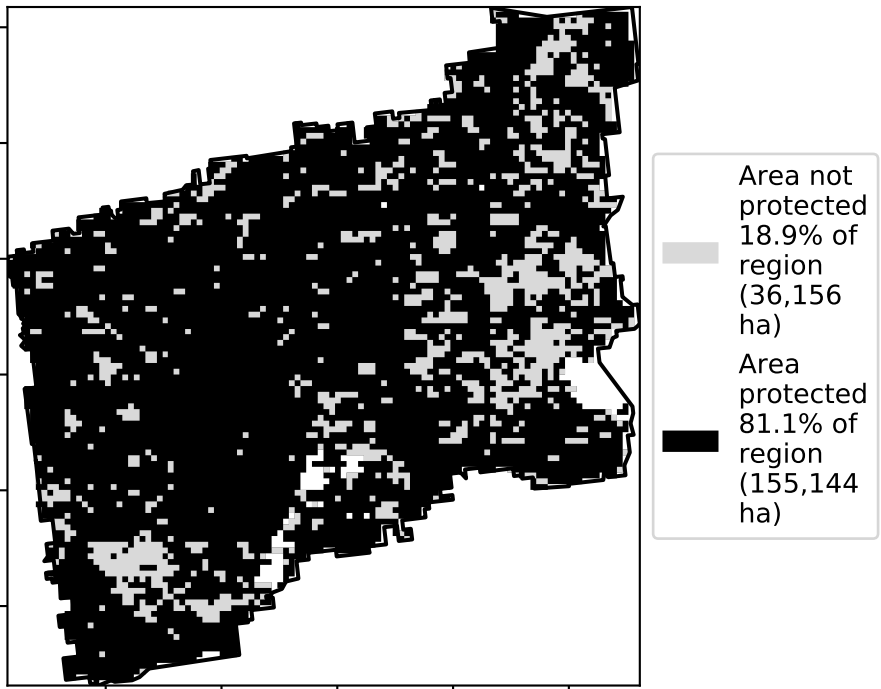 Area not
protected
18.9% of
region
(36,156
ha)
Area
protected
81.1% of
region
(155,144
ha)